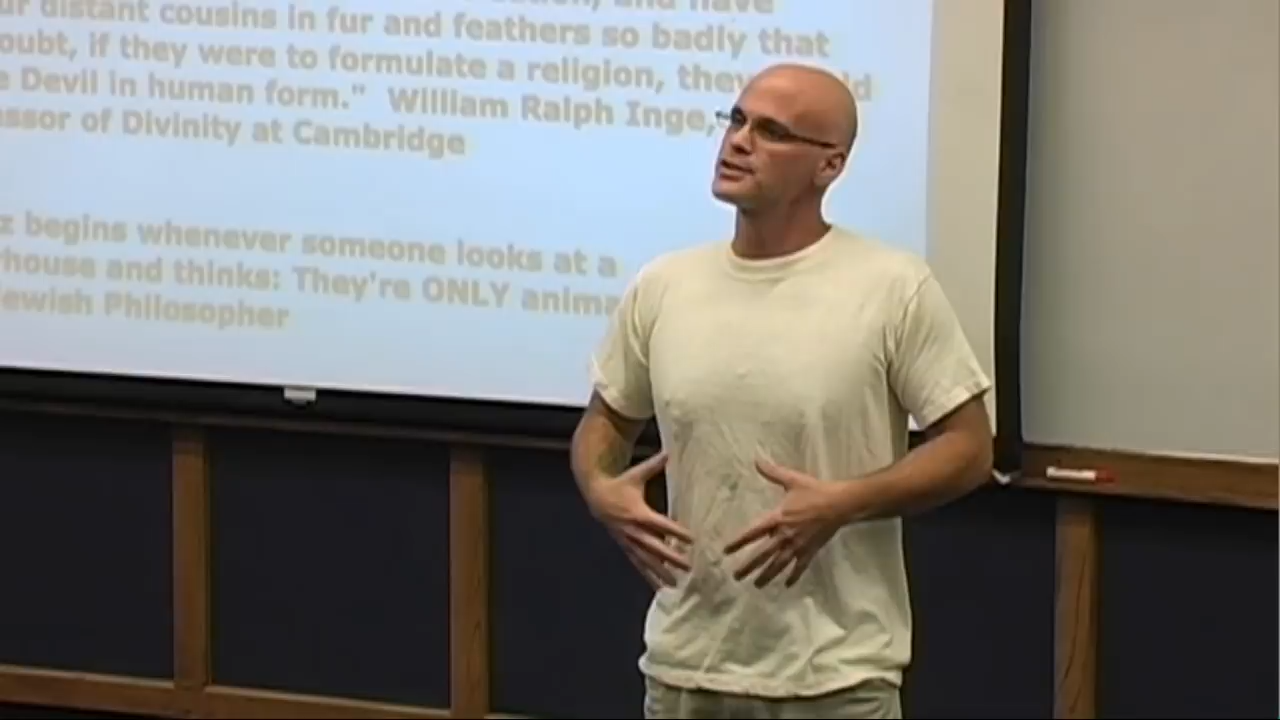 distant cousins in fur and feathers so badly that
oubt, if they were to formulate a religion, they
e Devil in human form." William Ralph Inge,
ssor of Divinity at Cambridge
z begins whenever someone looks at a
house and thinks: They're ONLY anima
ewish Philosopher